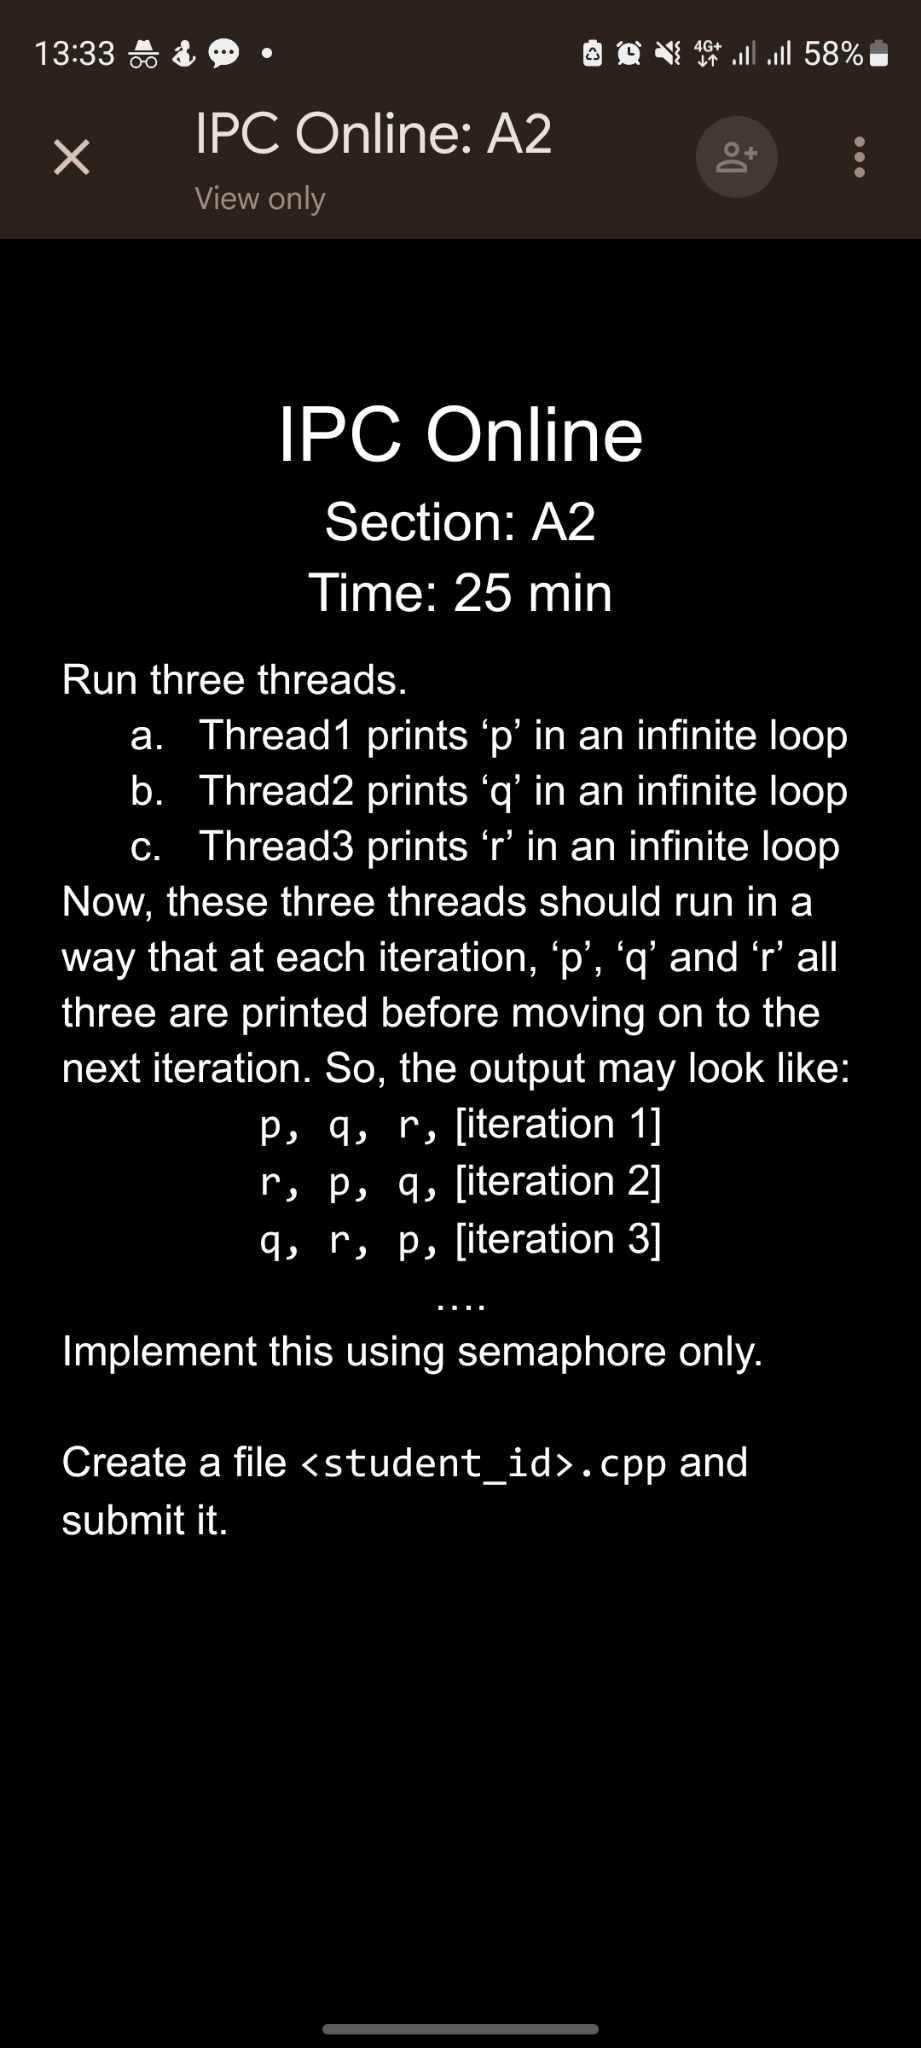 13:33
4G+
58%
IPC Online: A2
View only
IPC Online
Section: A2
Time: 25 min
Run three threads.
a. Thread1 prints ‘p’ in an infinite loop
b. Thread2 prints ‘q’ in an infinite loop
c. Thread3 prints ‘r’ in an infinite loop
Now, these three threads should run in a
way that at each iteration, ‘p’, ‘q’ and ‘r’ all
three are printed before moving on to the
next iteration. So, the output may look like:
p, q, r, [iteration 1]
r, p, q, [iteration 2]
q, r, p, [iteration 3]
....
Implement this using semaphore only.
Create a file <student_id>.cpp and
submit it.